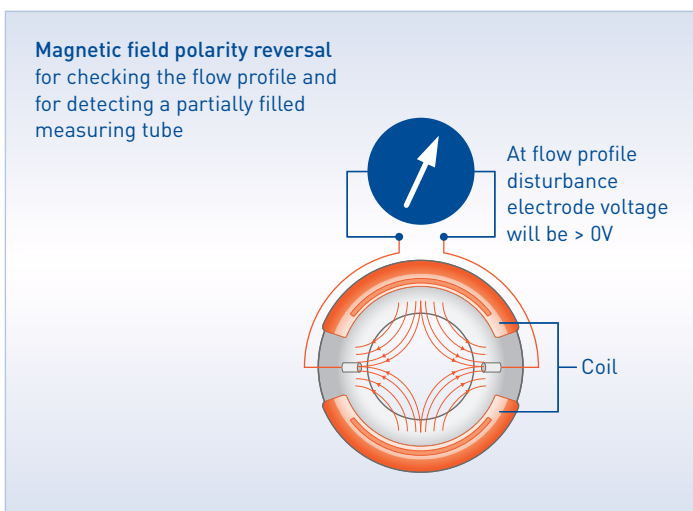 Magnetic field polarity reversal
for checking the flow profile and
for detecting a partially filled
measuring tube
At flow profile
disturbance
electrode voltage
will be > 0V
Coil